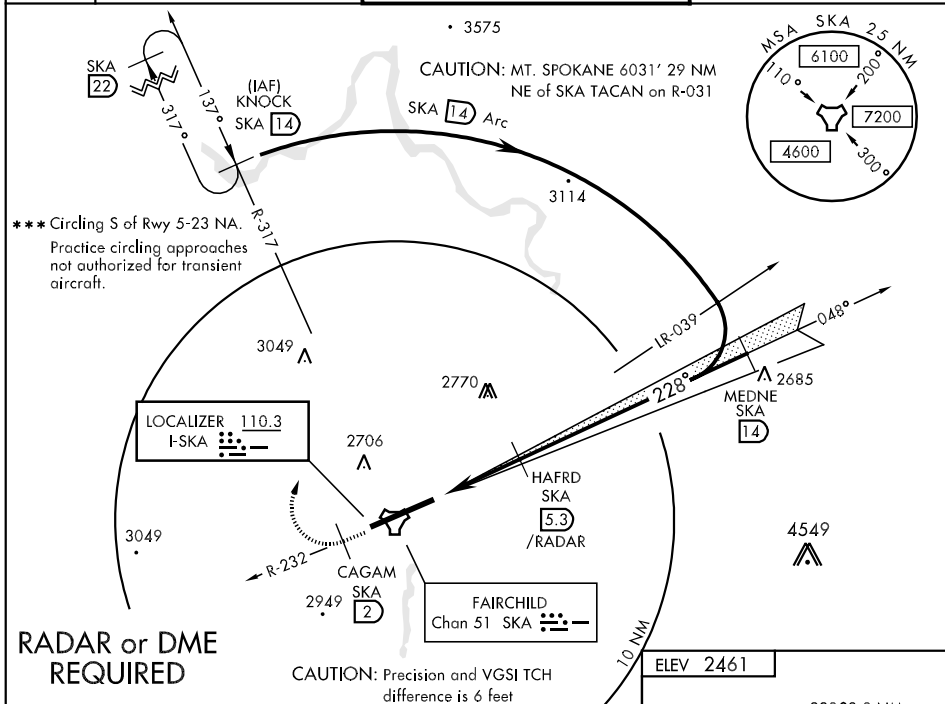 3575
CAUTION: MT. SPOKANE 6031' 29 NM
NE of SKA TACAN on R-031
MSA SKA 25 NM
6100
110°
200°
7200
4600
300°
SKA
22
137°
317°
(IAF)
KNOCK
SKA 14
SKA 14 Arc
3114
R-317
*** Circling S of Rwy 5-23 NA.
Practice circling approaches
not authorized for transient
aircraft.
LR-039
048°
3049
2770
228°
2685
MEDNE
SKA
14
LOCALIZER 110.3
I-SKA
2706
HAFRD
SKA
5.3
/RADAR
3049
4549
R-232
CAGAM
SKA
2
2949
FAIRCHILD
Chan 51 SKA
10 NM
RADAR or DME
REQUIRED
CAUTION: Precision and VGSI TCH
difference is 6 feet
ELEV 2461